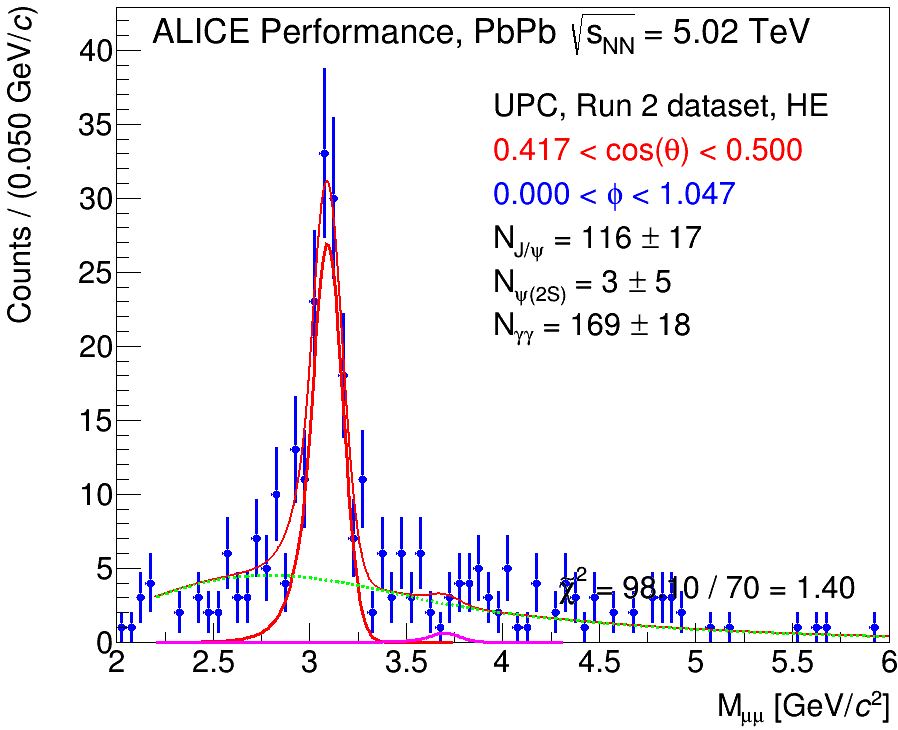 ALICE Performance, PbPb √sNN = 5.02 TeV
UPC, Run 2 dataset, HE
0.417 < cos(θ) < 0.500
0.000 < ϕ < 1.047
NJ/ψ = 116 ± 17
Nψ(2S) = 3 ± 5
Nγγ = 169 ± 18
χ̃2 = 98.10 / 70 = 1.40
Counts / (0.050 GeV/c)
40
35
30
25
20
15
10
5
0
2 2.5 3 3.5 4 4.5 5 5.5 6
Mμμ [GeV/c2]